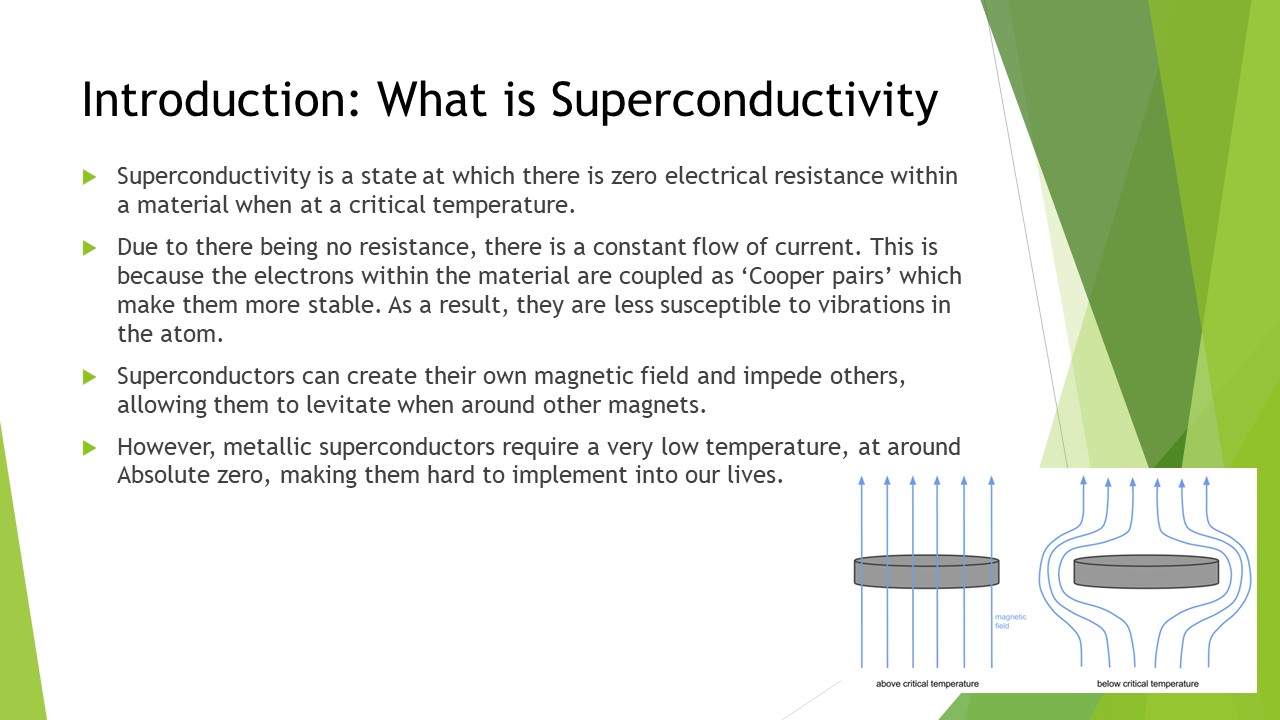 Introduction: What is Superconductivity
Superconductivity is a state at which there is zero electrical resistance within
a material when at a critical temperature.
Due to there being no resistance, there is a constant flow of current. This is
because the electrons within the material are coupled as ‘Cooper pairs’ which
make them more stable. As a result, they are less susceptible to vibrations in
the atom.
Superconductors can create their own magnetic field and impede others,
allowing them to levitate when around other magnets.
However, metallic superconductors require a very low temperature, at around
Absolute zero, making them hard to implement into our lives.
magnetic
field
above critical temperature
below critical temperature